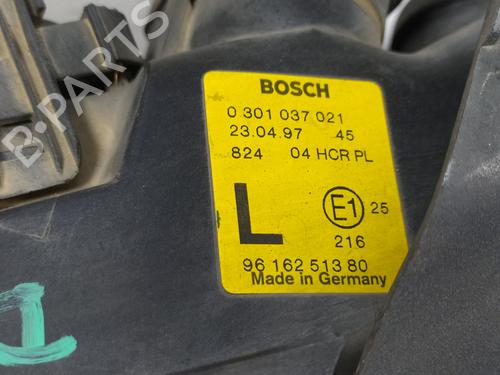 BOSCH
0 301 037 021
23.04.97 45
824 04 HCR PL
L E1 25
216
96 162 513 80
Made in Germany
B-PARTS